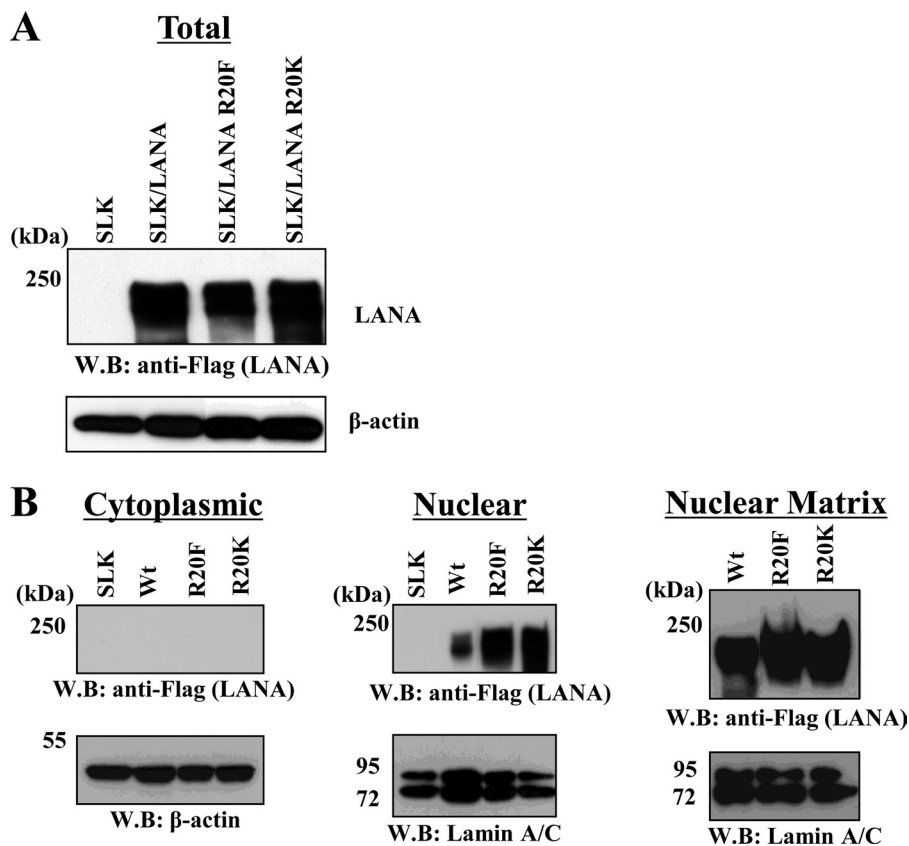 A
Total
SLK
SLK/LANA
SLK/LANA R20F
SLK/LANA R20K
(kDa)
250
LANA
W.B: anti-Flag (LANA)
β-actin
B
Cytoplasmic
SLK
Wt
R20F
R20K
(kDa)
250
W.B: anti-Flag (LANA)
55
W.B: β-actin
Nuclear
SLK
Wt
R20F
R20K
(kDa)
250
W.B: anti-Flag (LANA)
95
72
W.B: Lamin A/C
Nuclear Matrix
Wt
R20F
R20K
(kDa)
250
W.B: anti-Flag (LANA)
95
72
W.B: Lamin A/C